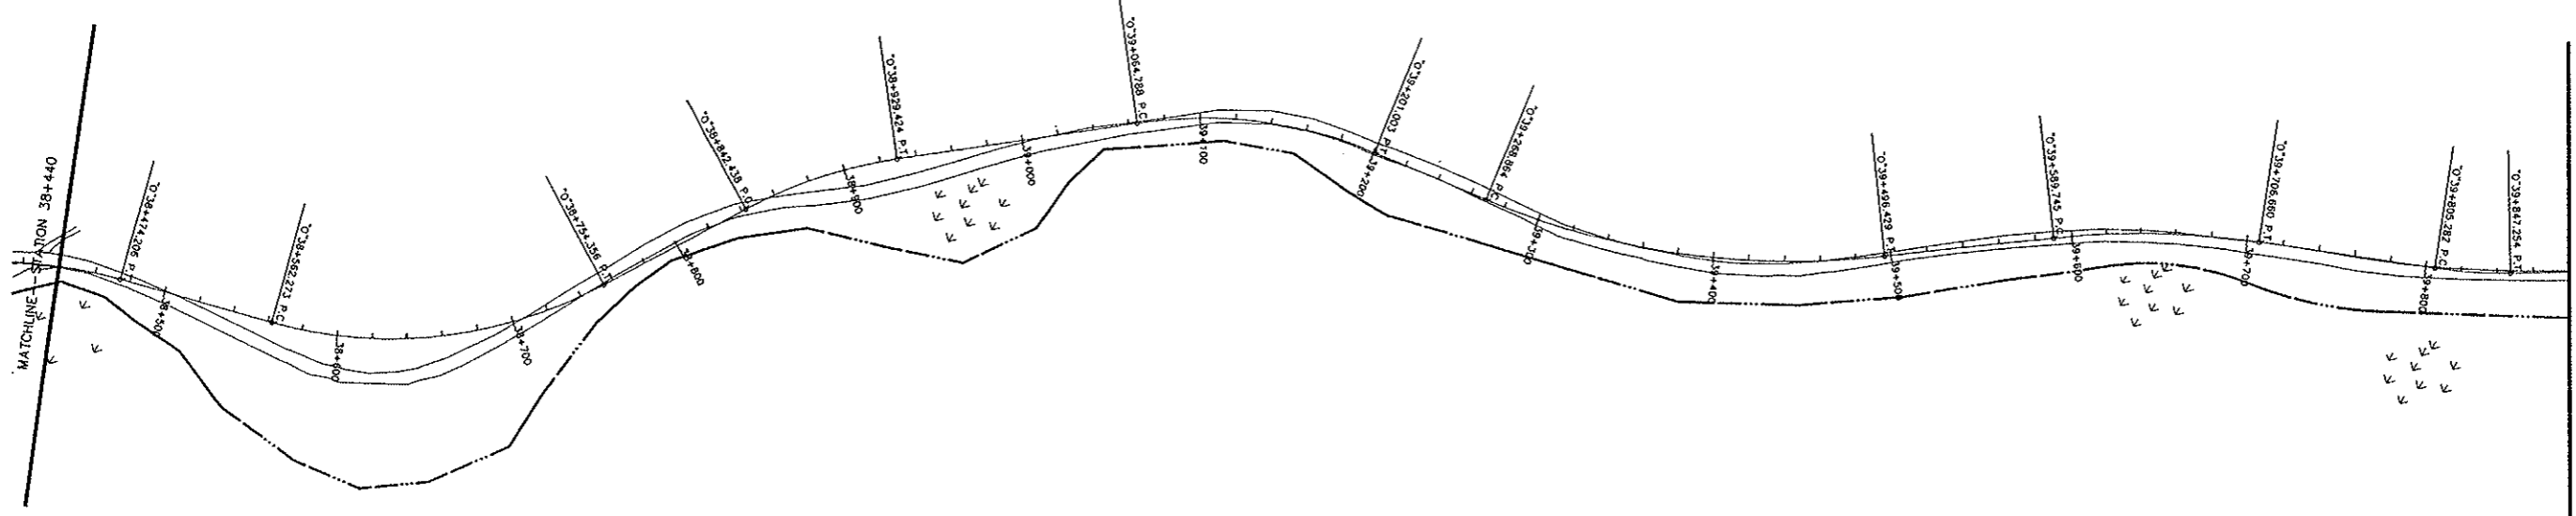 MATCHLINE--STATION 38+440
"O"38+474.205 P.T.
38+500
"O"38+562.273 P.C.
38+600
38+700
"O"38+754.356 P.T.
38+800
"O"38+842.438 P.C.
38+900
"O"38+929.424 P.T.
39+000
"O"39+064.788 P.C.
39+100
39+200
"O"39+201.003 P.T.
"O"39+268.864 P.C.
39+300
39+400
"O"39+496.429 P.T.
39+500
"O"39+589.745 P.C.
39+600
39+700
"O"39+706.660 P.T.
39+800
"O"39+805.282 P.C.
"O"39+847.254 P.T.